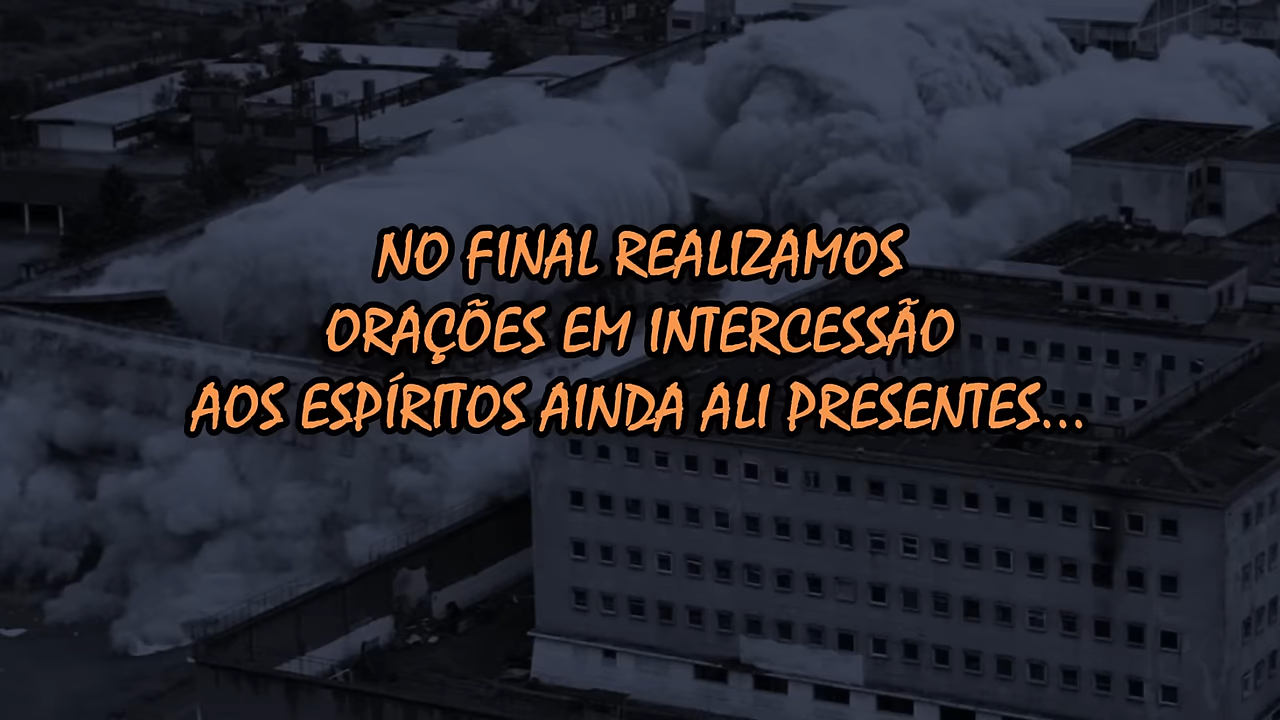 NO FINAL REALIZAMOS
ORAÇÕES EM INTERCESSÃO
AOS ESPÍRITOS AINDA ALI PRESENTES...